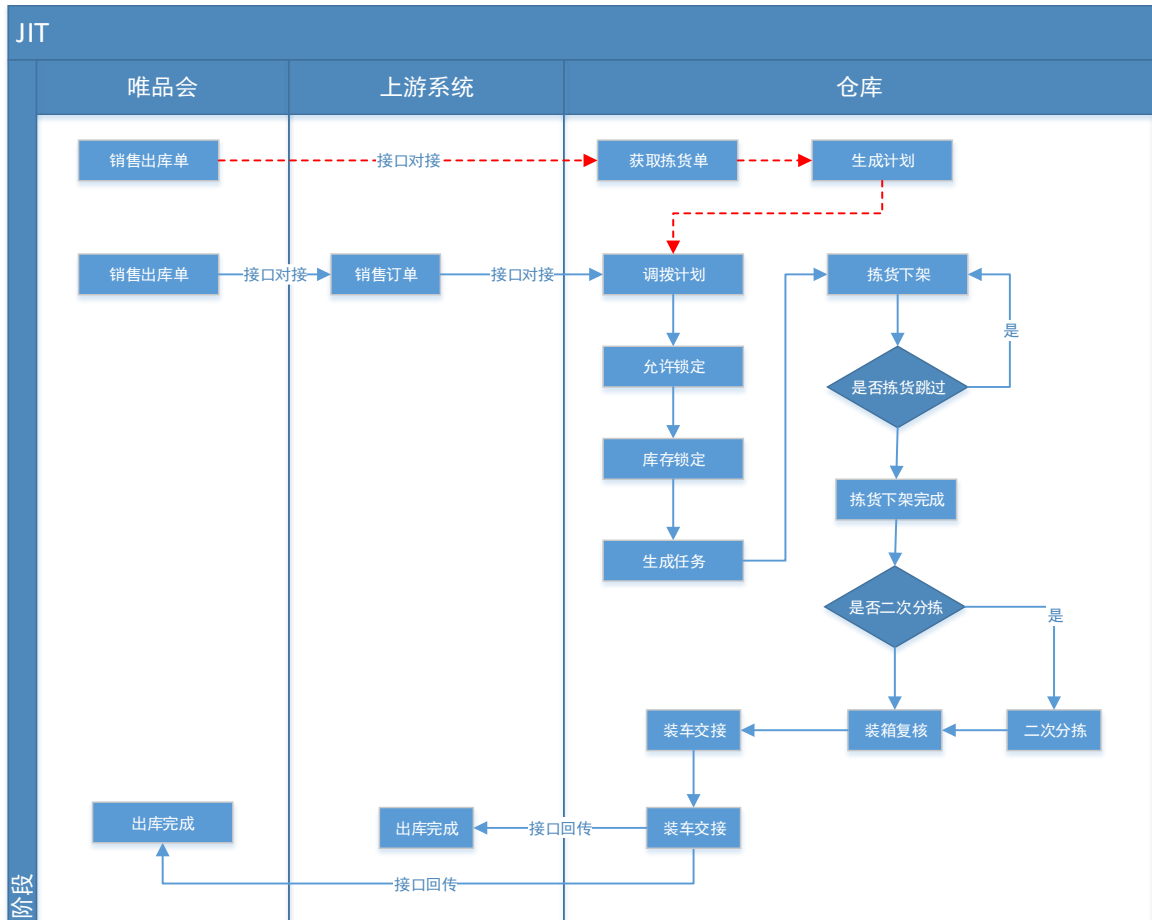 JIT
唯品会
上游系统
仓库
销售出库单
接口对接
获取拣货单
生成计划
销售出库单
接口对接
销售订单
接口对接
调拨计划
拣货下架
是
允许锁定
是否拣货跳过
库存锁定
拣货下架完成
生成任务
是否二次分拣
是
装车交接
装箱复核
二次分拣
出库完成
出库完成
接口回传
装车交接
接口回传
阶段